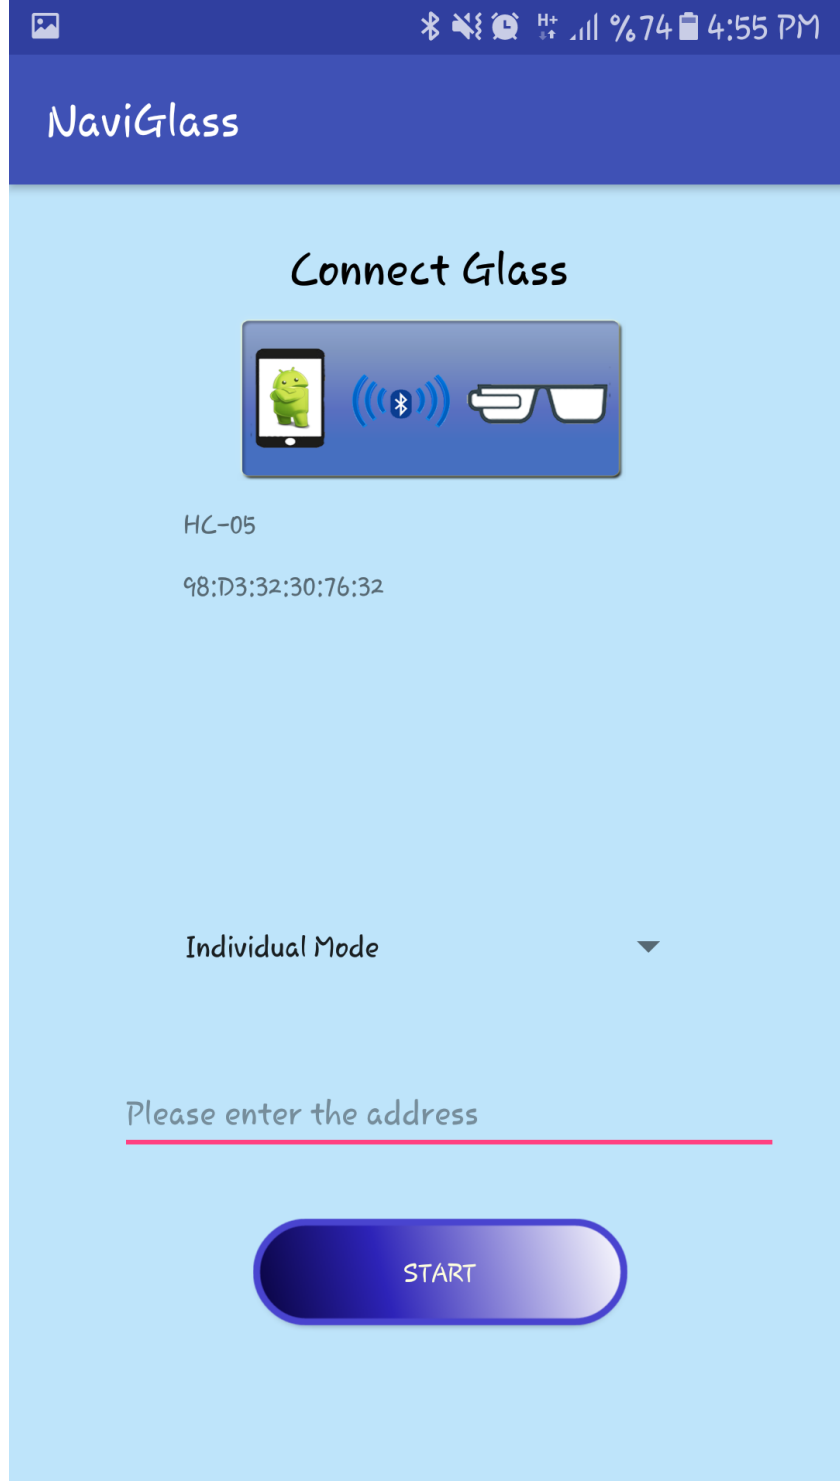 H+ %74 4:55 PM
NaviGlass
Connect Glass
HC-05
98:D3:32:30:76:32
Individual Mode
Please enter the address
START